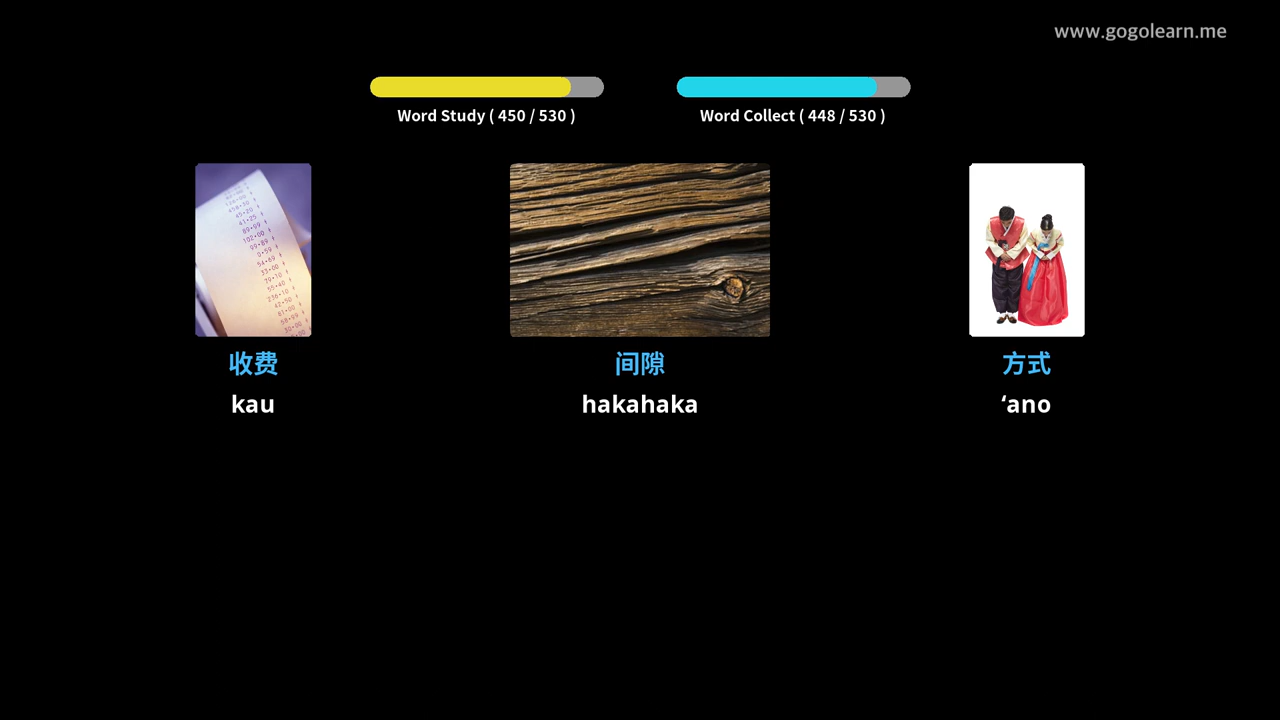 www.gogolearn.me
Word Study ( 450 / 530 )
Word Collect ( 448 / 530 )
收费
间隙
方式
kau
hakahaka
ʻano